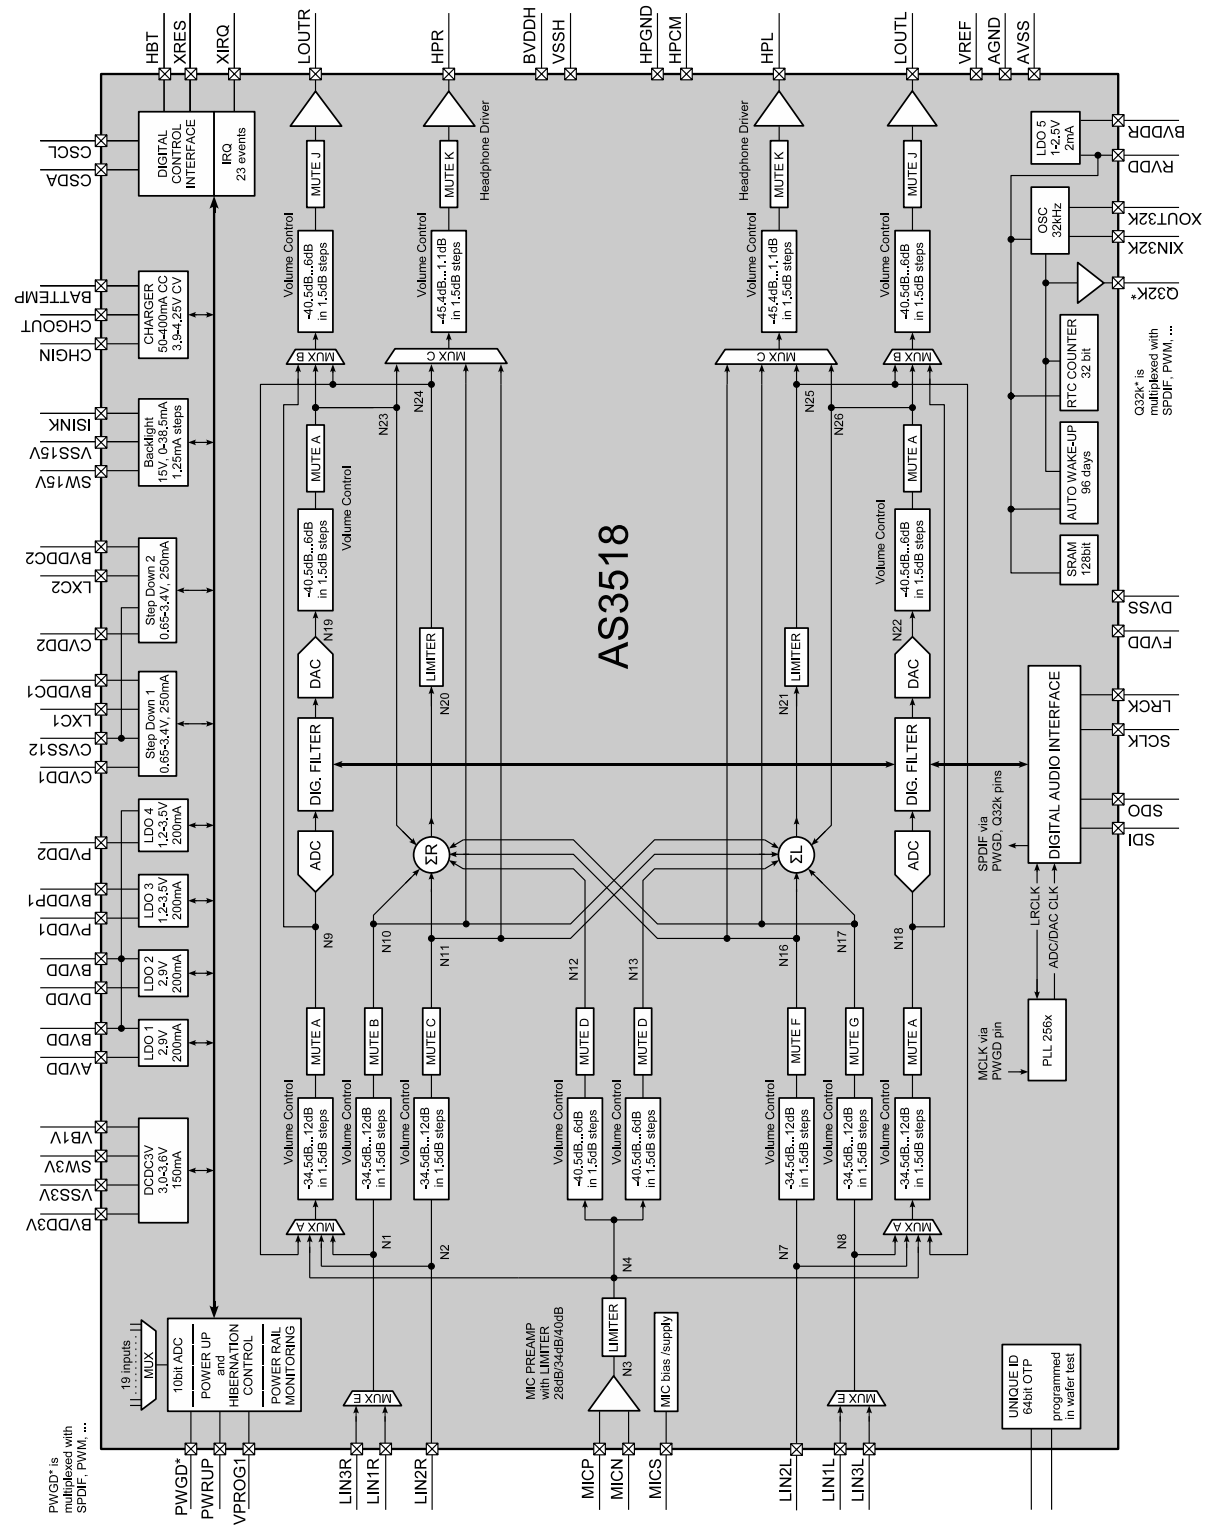 HBT
XRES
XIRQ
LOUTR
HPR
BVDDH
VSSH
HPGND
HPCM
HPL
LOUTL
VREF
AGND
AVSS
CSCL
CSDA
DIGITAL
CONTROL
INTERFACE
IRQ
23 events
MUTE J
MUTE K
Headphone Driver
MUTE K
Headphone Driver
MUTE J
LDO 5
1-2.5V
2mA
BVDDR
RVDD
OSC
32kHz
XOUT32K
XIN32K
Q32K*
BATTEMP
CHGOUT
CHGIN
CHARGER
50-400mA CC
3.9-4.25V CV
Volume Control
-40.5dB...6dB
in 1.5dB steps
Volume Control
-45.4dB...1.1dB
in 1.5dB steps
Volume Control
-45.4dB...1.1dB
in 1.5dB steps
Volume Control
-40.5dB...6dB
in 1.5dB steps
MUX B
MUX C
MUX C
MUX B
RTC COUNTER
32 bit
Q32k* is
multiplexed with
SPDIF, PWM, ...
ISINK
VSS15V
SW15V
Backlight
15V, 0-38.5mA
1.25mA steps
N23
N24
N25
N26
MUTE A
MUTE A
AUTO WAKE-UP
96 days
BVDDC2
LXC2
CVDD2
Step Down 2
0.65-3.4V, 250mA
-40.5dB...6dB
in 1.5dB steps
Volume Control
AS3518
Volume Control
-40.5dB...6dB
in 1.5dB steps
SRAM
128bit
DVSS
FVDD
N19
DAC
LIMITER
N20
LIMITER
N21
N22
DAC
BVDDC1
LXC1
CVSS12
CVDD1
Step Down 1
0.65-3.4V, 250mA
DIG. FILTER
DIG. FILTER
DIGITAL AUDIO INTERFACE
LRCK
SCLK
SDO
SDI
SPDIF via
PWGD, Q32k pins
PVDD2
LDO 4
1.2-3.5V
200mA
ADC
ΣR
ΣL
ADC
BVDDP1
PVDD1
LDO 3
1.2-3.5V
200mA
N9
N10
N11
N12
N13
N16
N17
N18
LRCLK
ADC/DAC CLK
BVDD
DVDD
LDO 2
2.9V
200mA
BVDD
AVDD
LDO 1
2.9V
200mA
MUTE A
MUTE B
MUTE C
MUTE D
MUTE D
MUTE F
MUTE G
MUTE A
PLL 256x
MCLK via
PWGD pin
VB1V
SW3V
VSS3V
BVDD3V
DCDC3V
3.0-3.6V
150mA
Volume Control
-34.5dB...12dB
in 1.5dB steps
Volume Control
-34.5dB...12dB
in 1.5dB steps
Volume Control
-34.5dB...12dB
in 1.5dB steps
Volume Control
-40.5dB...6dB
in 1.5dB steps
Volume Control
-40.5dB...6dB
in 1.5dB steps
Volume Control
-34.5dB...12dB
in 1.5dB steps
Volume Control
-34.5dB...12dB
in 1.5dB steps
Volume Control
-34.5dB...12dB
in 1.5dB steps
MUX A
N1
N2
N4
N7
N8
MUX A
19 inputs
MUX
10bit ADC
POWER UP
and
HIBERNATION
CONTROL
POWER RAIL
MONITORING
MUX E
MIC PREAMP
with LIMITER
28dB/34dB/40dB
LIMITER
N3
MIC bias /supply
MUX E
UNIQUE ID
64bit OTP
programmed
in wafer test
PWGD* is
multiplexed with
SPDIF, PWM, ...
PWGD*
PWRUP
VPROG1
LIN3R
LIN1R
LIN2R
MICP
MICN
MICS
LIN2L
LIN1L
LIN3L